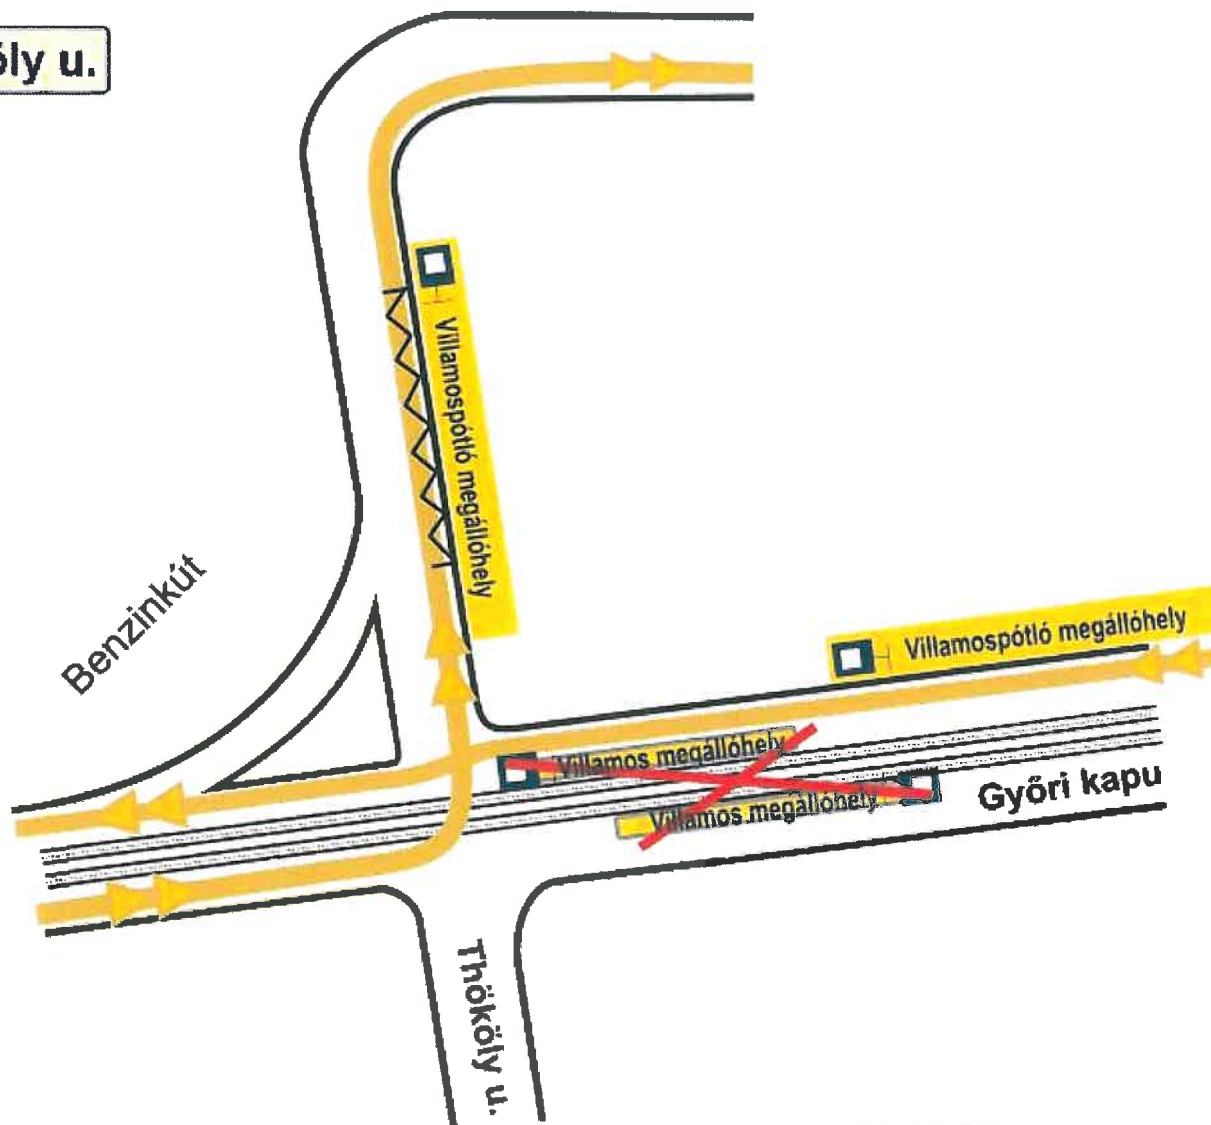 ly u.
Villamospótló megállóhely
Benzinkút
Villamospótló megállóhely
Villamos megállóhely
Villamos megállóhely
Győri kapu
Thököly u.